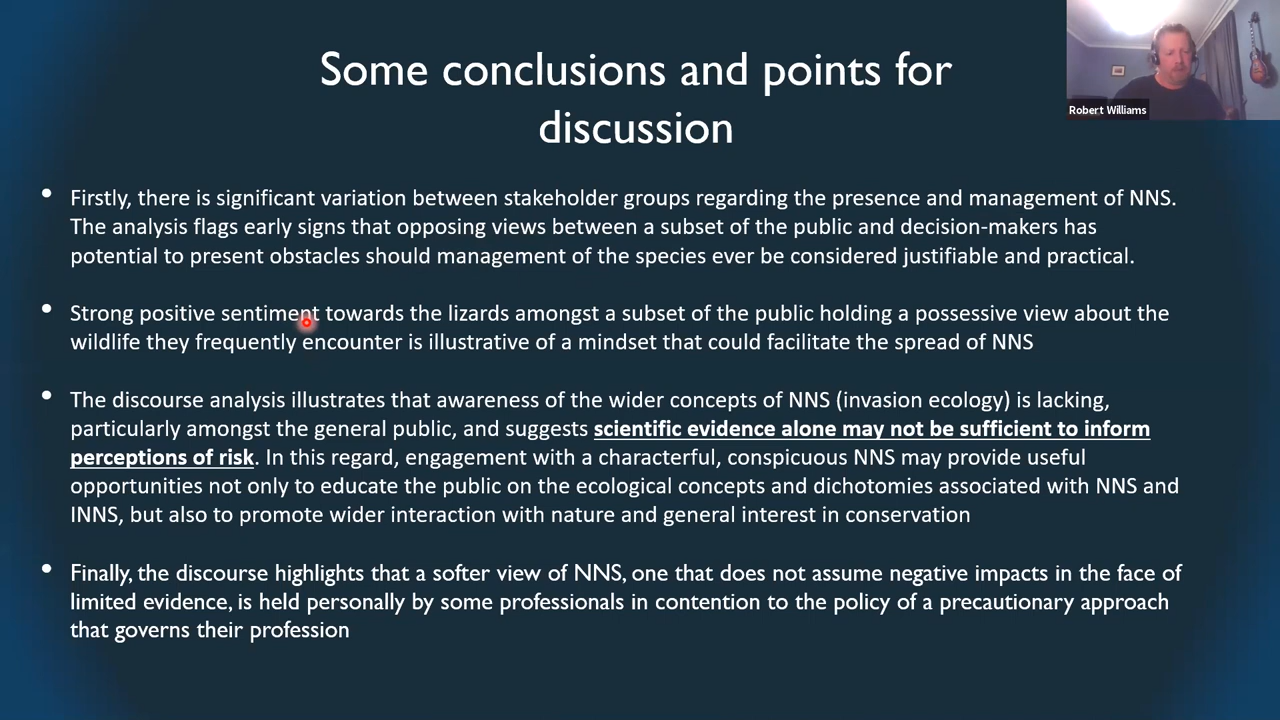 Some conclusions and points for
discussion
Robert Williams
• Firstly, there is significant variation between stakeholder groups regarding the presence and management of NNS.
The analysis flags early signs that opposing views between a subset of the public and decision-makers has
potential to present obstacles should management of the species ever be considered justifiable and practical.
• Strong positive sentiment towards the lizards amongst a subset of the public holding a possessive view about the
wildlife they frequently encounter is illustrative of a mindset that could facilitate the spread of NNS
• The discourse analysis illustrates that awareness of the wider concepts of NNS (invasion ecology) is lacking,
particularly amongst the general public, and suggests scientific evidence alone may not be sufficient to inform
perceptions of risk. In this regard, engagement with a characterful, conspicuous NNS may provide useful
opportunities not only to educate the public on the ecological concepts and dichotomies associated with NNS and
INNS, but also to promote wider interaction with nature and general interest in conservation
• Finally, the discourse highlights that a softer view of NNS, one that does not assume negative impacts in the face of
limited evidence, is held personally by some professionals in contention to the policy of a precautionary approach
that governs their profession